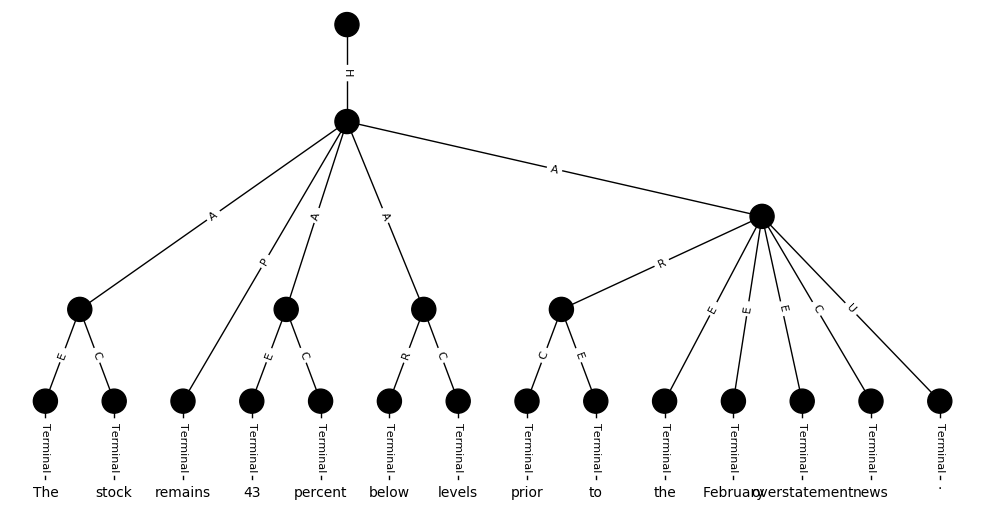 H
A
A
P
A
A
R
E
E
E
C
U
E
C
E
C
R
C
C
E
Terminal Terminal Terminal Terminal Terminal Terminal Terminal Terminal Terminal Terminal Terminal Terminal Terminal Terminal
The stock remains 43 percent below levels prior to the February overstatement news .